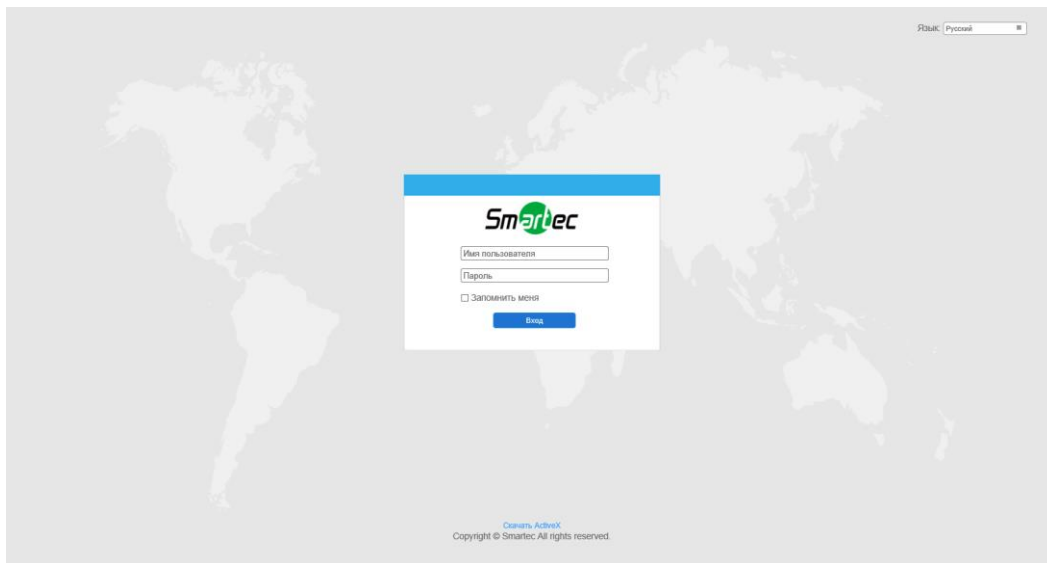 Язык: Русский
Smartec
Имя пользователя
Пароль
Запомнить меня
Вход
Скачать ActiveX
Copyright © Smartec All rights reserved.